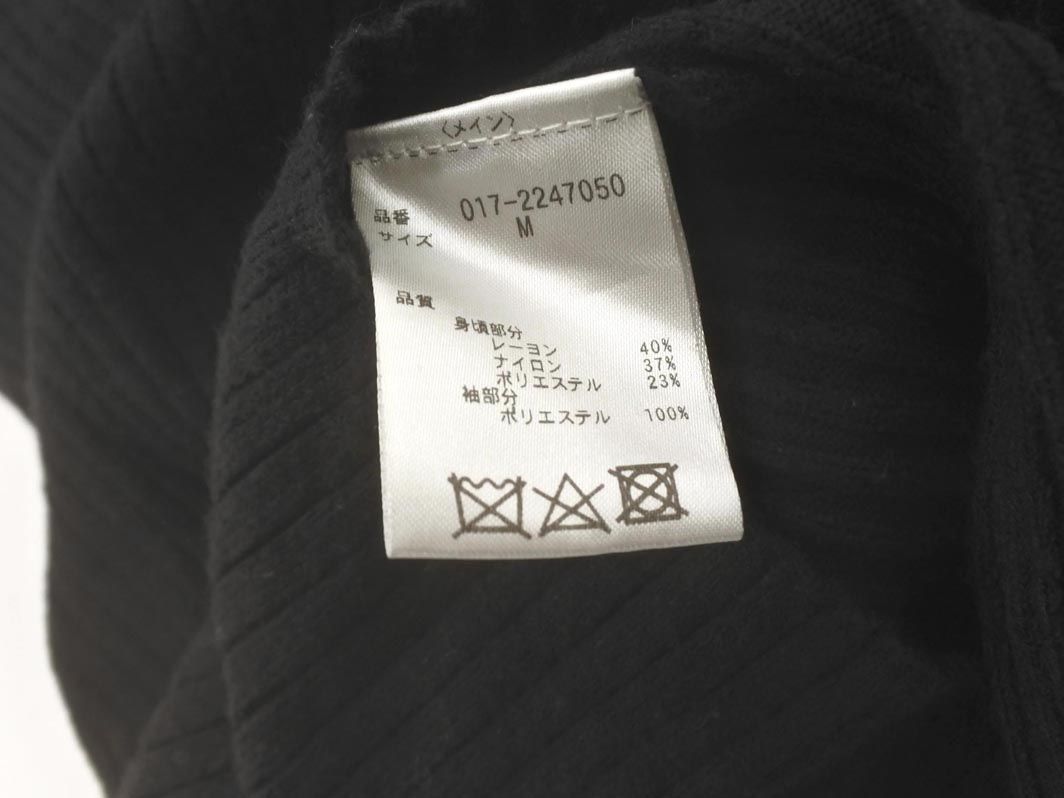 〈メイン〉
品番 017-2247050
サイズ M
品質
身頃部分
レーヨン 40%
ナイロン 37%
ポリエステル 23%
袖部分
ポリエステル 100%